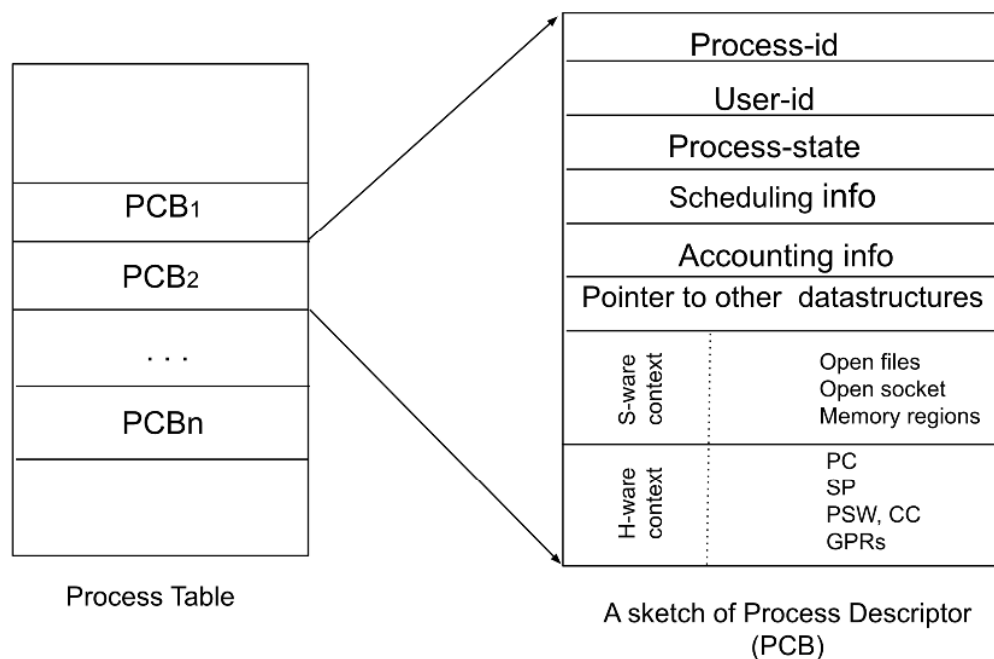 PCB1
PCB2
. . .
PCBn
Process Table
Process-id
User-id
Process-state
Scheduling info
Accounting info
Pointer to other datastructures
S-ware
context
Open files
Open socket
Memory regions
H-ware
context
PC
SP
PSW, CC
GPRs
A sketch of Process Descriptor
(PCB)